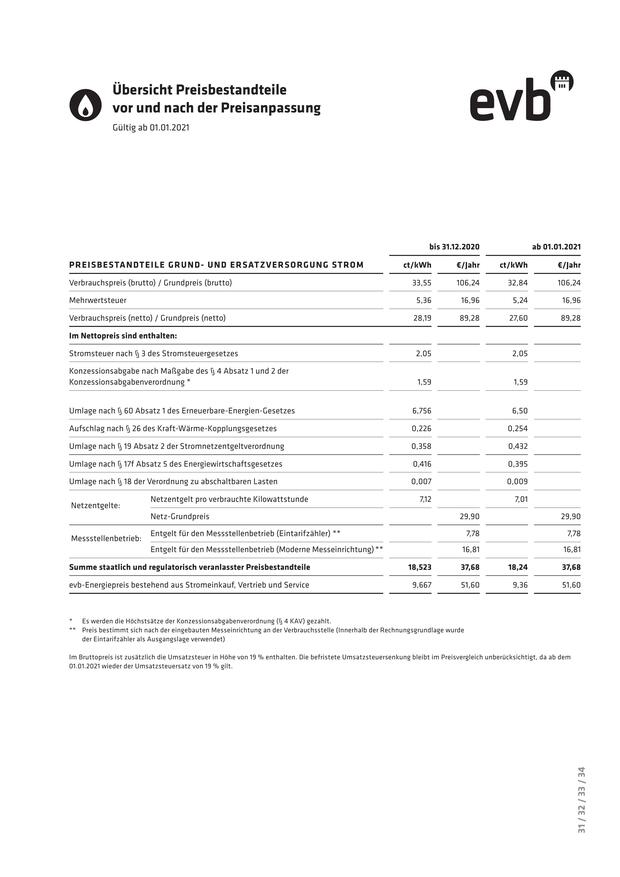 Übersicht Preisbestandteile
vor und nach der Preisanpassung
Gültig ab 01.01.2021
evb
bis 31.12.2020 ab 01.01.2021
PREISBESTANDTEILE GRUND- UND ERSATZVERSORGUNG STROM ct/kWh €/Jahr ct/kWh €/Jahr
Verbrauchspreis (brutto) / Grundpreis (brutto) 33,55 106,24 32,84 106,24
Mehrwertsteuer 5,36 16,96 5,24 16,96
Verbrauchspreis (netto) / Grundpreis (netto) 28,19 89,28 27,60 89,28
Im Nettopreis sind enthalten:
Stromsteuer nach § 3 des Stromsteuergesetzes 2,05 2,05
Konzessionsabgabe nach Maßgabe des § 4 Absatz 1 und 2 der
Konzessionsabgabenverordnung * 1,59 1,59
Umlage nach § 60 Absatz 1 des Erneuerbare-Energien-Gesetzes 6,756 6,50
Aufschlag nach § 26 des Kraft-Wärme-Kopplungsgesetzes 0,226 0,254
Umlage nach § 19 Absatz 2 der Stromnetzentgeltverordnung 0,358 0,432
Umlage nach § 17f Absatz 5 des Energiewirtschaftsgesetzes 0,416 0,395
Umlage nach § 18 der Verordnung zu abschaltbaren Lasten 0,007 0,009
Netzentgelte: Netzentgelt pro verbrauchte Kilowattstunde 7,12 7,01
Netz-Grundpreis 29,90 29,90
Messstellenbetrieb: Entgelt für den Messstellenbetrieb (Eintarifzähler) ** 7,78 7,78
Entgelt für den Messstellenbetrieb (Moderne Messeinrichtung) ** 16,81 16,81
Summe staatlich und regulatorisch veranlasster Preisbestandteile 18,523 37,68 18,24 37,68
evb-Energiepreis bestehend aus Stromeinkauf, Vertrieb und Service 9,667 51,60 9,36 51,60
* Es werden die Höchstsätze der Konzessionsabgabenverordnung (§ 4 KAV) gezahlt.
** Preis bestimmt sich nach der eingebauten Messeinrichtung an der Verbrauchsstelle (Innerhalb der Rechnungsgrundlage wurde
der Eintarifzähler als Ausgangslage verwendet)
Im Bruttopreis ist zusätzlich die Umsatzsteuer in Höhe von 19 % enthalten. Die befristete Umsatzsteuersenkung bleibt im Preisvergleich unberücksichtigt, da ab dem
01.01.2021 wieder der Umsatzsteuersatz von 19 % gilt.
31 / 32 / 33 / 34